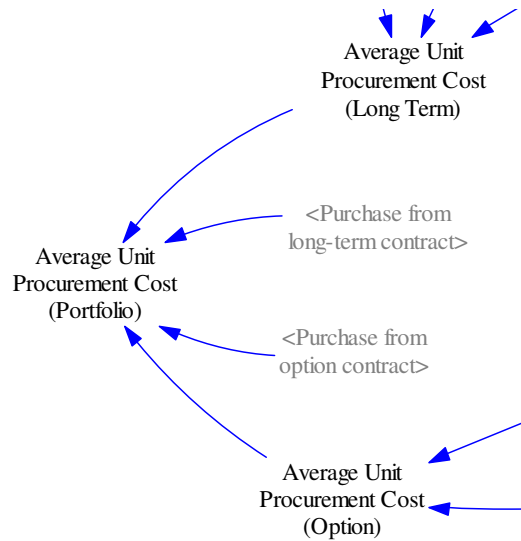 Average Unit
Procurement Cost
(Long Term)
<Purchase from
long-term contract>
Average Unit
Procurement Cost
(Portfolio)
<Purchase from
option contract>
Average Unit
Procurement Cost
(Option)